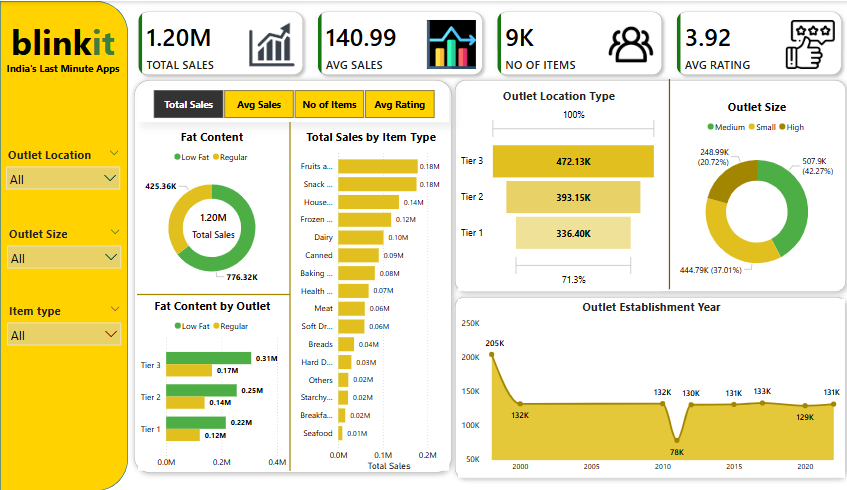 blinkit
India's Last Minute Apps
Outlet Location
All
Outlet Size
All
Item type
All
1.20M
TOTAL SALES
140.99
AVG SALES
9K
NO OF ITEMS
3.92
AVG RATING
Total Sales
Avg Sales
No of Items
Avg Rating
Fat Content
Low Fat
Regular
425.36K
1.20M
Total Sales
776.32K
Fat Content by Outlet
Low Fat
Regular
Tier 3
0.31M
0.17M
Tier 2
0.25M
0.14M
Tier 1
0.22M
0.12M
0.0M 0.2M 0.4M
Total Sales by Item Type
Fruits a... 0.18M
Snack ... 0.18M
House... 0.14M
Frozen ... 0.12M
Dairy 0.10M
Canned 0.09M
Baking ... 0.08M
Health ... 0.07M
Meat 0.06M
Soft Dr... 0.06M
Breads 0.04M
Hard D... 0.03M
Others 0.02M
Starchy... 0.02M
Breakfa... 0.02M
Seafood 0.01M
0.0M 0.1M 0.2M
Total Sales
Outlet Location Type
100%
Tier 3 472.13K
Tier 2 393.15K
Tier 1 336.40K
71.3%
Outlet Size
Medium Small High
248.99K
(20.72%)
507.9K
(42.27%)
444.79K (37.01%)
Outlet Establishment Year
250K
200K
150K
100K
50K
205K
132K
132K
78K
130K
131K
133K
129K
131K
2000 2005 2010 2015 2020